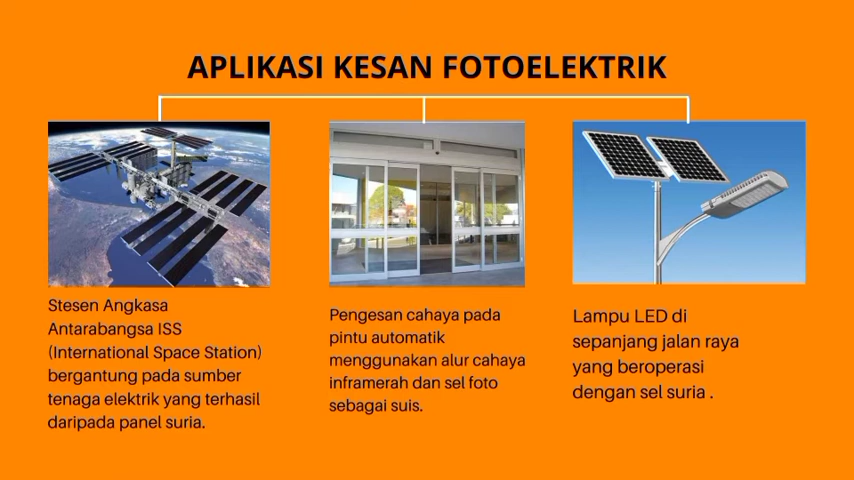 APLIKASI KESAN FOTOELEKTRIK
Stesen Angkasa
Antarabangsa ISS
(International Space Station)
bergantung pada sumber
tenaga elektrik yang terhasil
daripada panel suria.
Pengesan cahaya pada
pintu automatik
menggunakan alur cahaya
inframerah dan sel foto
sebagai suis.
Lampu LED di
sepanjang jalan raya
yang beroperasi
dengan sel suria .